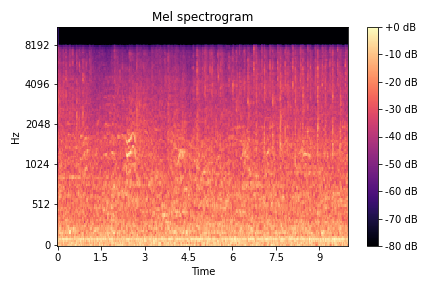 Mel spectrogram
+0 dB
8192
-10 dB
4096
-20 dB
-30 dB
2048
Hz
-40 dB
1024
-50 dB
512
-60 dB
-70 dB
0
-80 dB
0 1.5 3 4.5 6 7.5 9
Time